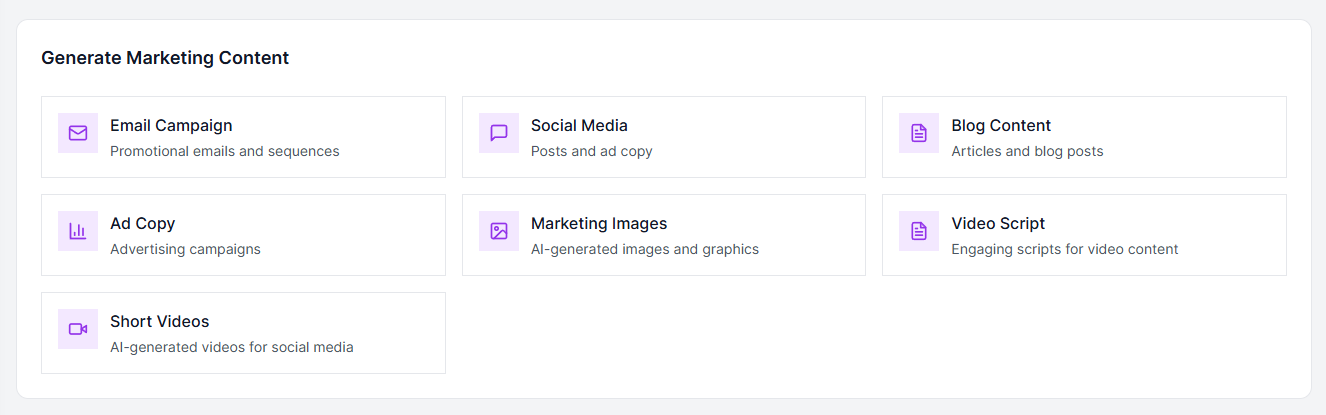 Generate Marketing Content
Email Campaign
Promotional emails and sequences
Social Media
Posts and ad copy
Blog Content
Articles and blog posts
Ad Copy
Advertising campaigns
Marketing Images
AI-generated images and graphics
Video Script
Engaging scripts for video content
Short Videos
AI-generated videos for social media